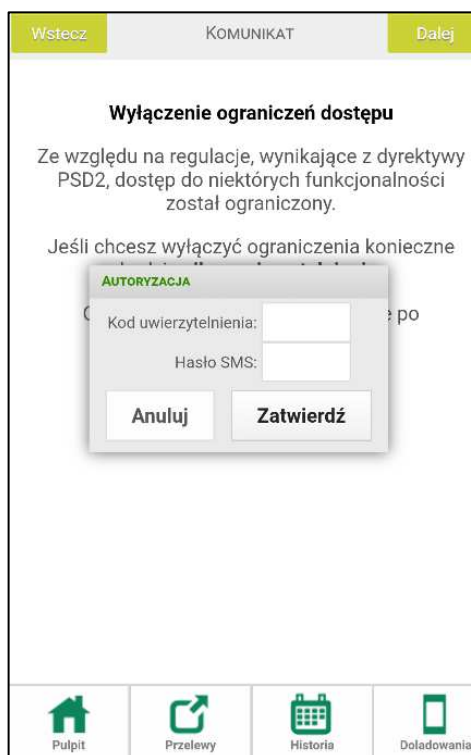 Wstecz
Komunikat
Dalej
Wyłączenie ograniczeń dostępu
Ze względu na regulacje, wynikające z dyrektywy
PSD2, dostęp do niektórych funkcjonalności
został ograniczony.
Jeśli chcesz wyłączyć ograniczenia konieczne
po
Autoryzacja
Kod uwierzytelnienia:
Hasło SMS:
Anuluj
Zatwierdź
Pulpit
Przelewy
Historia
Doladowania